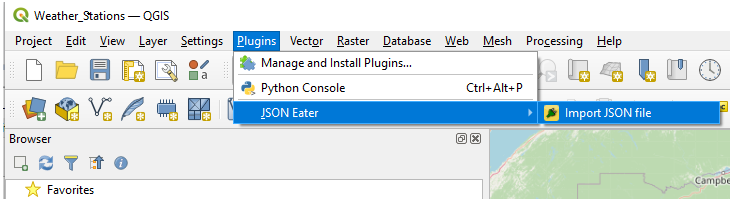 Weather_Stations — QGIS
Project Edit View Layer Settings Plugins Vector Raster Database Web Mesh Processing Help
Manage and Install Plugins...
Python Console Ctrl+Alt+P
JSON Eater Import JSON file
Browser
Favorites
Campbe